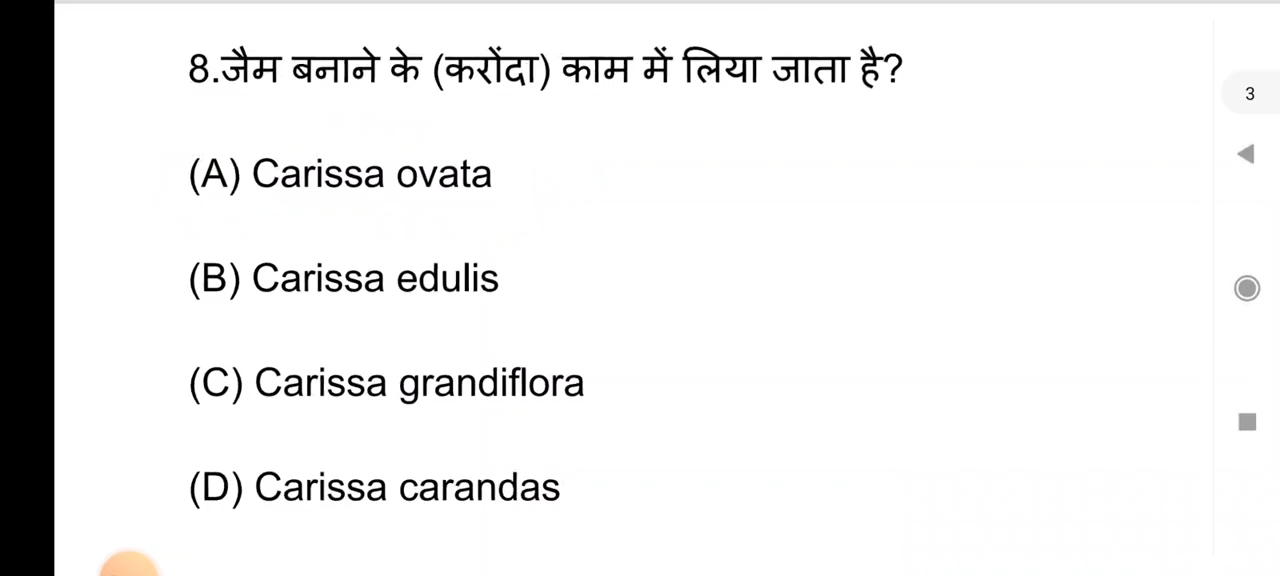 8.जैम बनाने के (करोंदा) काम में लिया जाता है?
3
(A) Carissa ovata
(B) Carissa edulis
(C) Carissa grandiflora
(D) Carissa carandas